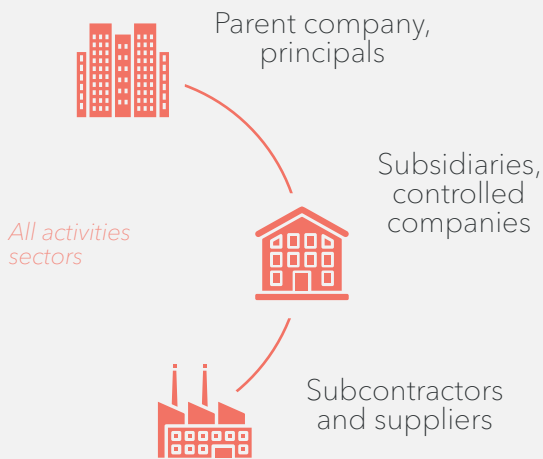 Parent company,
principals
Subsidiaries,
controlled
companies
All activities
sectors
Subcontractors
and suppliers